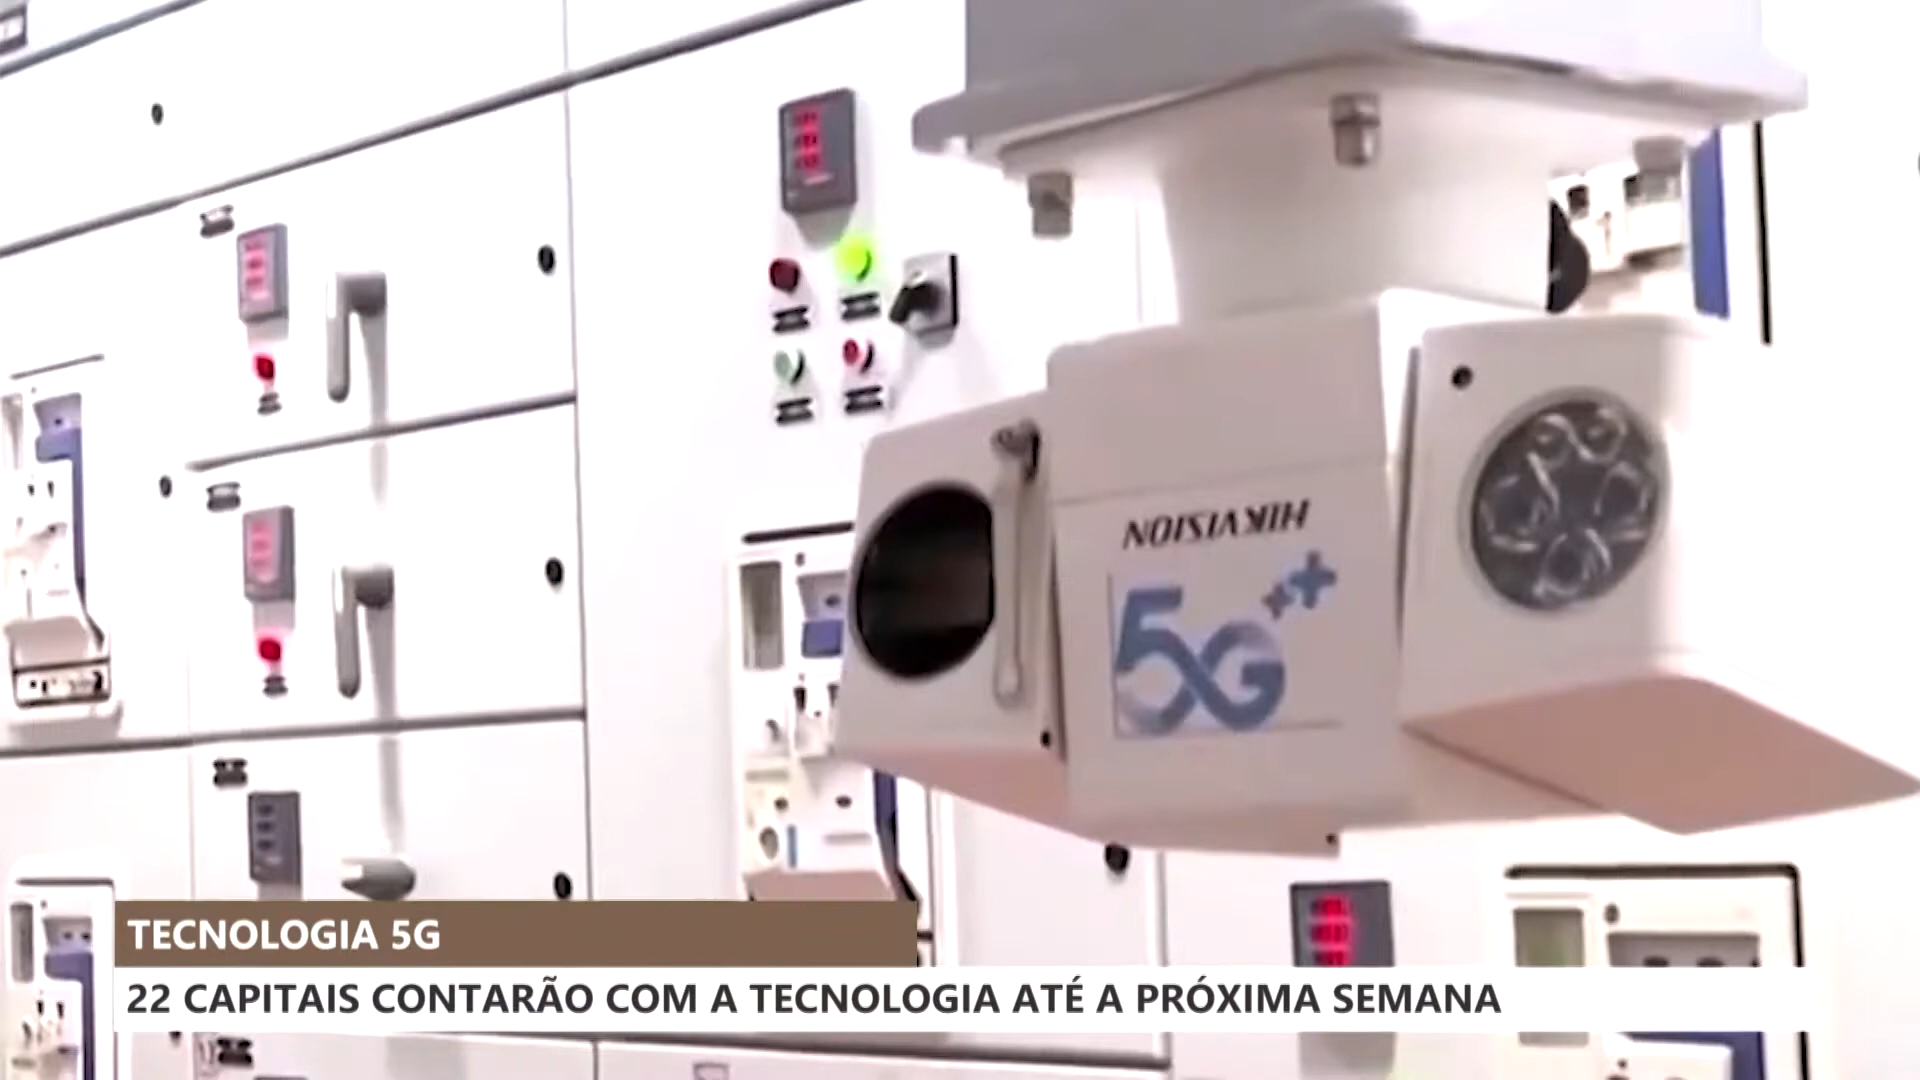 HIKVISION
5G++
TECNOLOGIA 5G
22 CAPITAIS CONTARÃO COM A TECNOLOGIA ATÉ A PRÓXIMA SEMANA